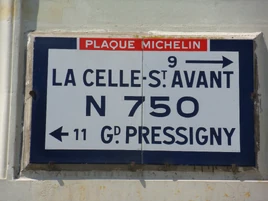 PLAQUE MICHELIN
9 →
LA CELLE-ST AVANT
N 750
← 11 GD PRESSIGNY